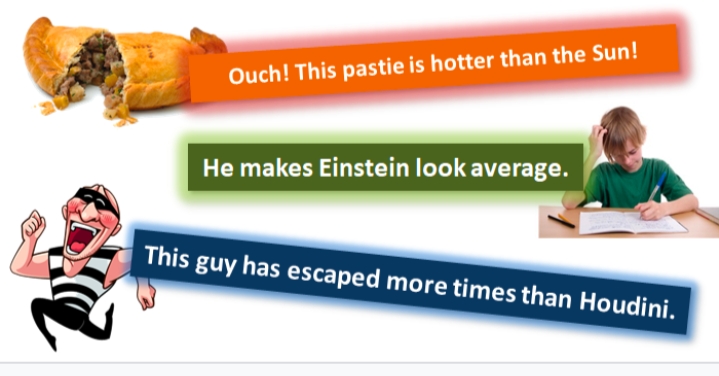 Ouch! This pastie is hotter than the Sun!
He makes Einstein look average.
This guy has escaped more times than Houdini.